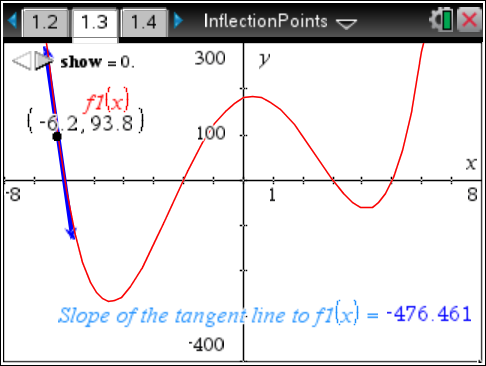 1.2 1.3 1.4 InflectionPoints
show = 0.
300
y
f1(x)
(-6.2,93.8)
100
x
-8
1
8
Slope of the tangent line to f1(x) = -476.461
-400